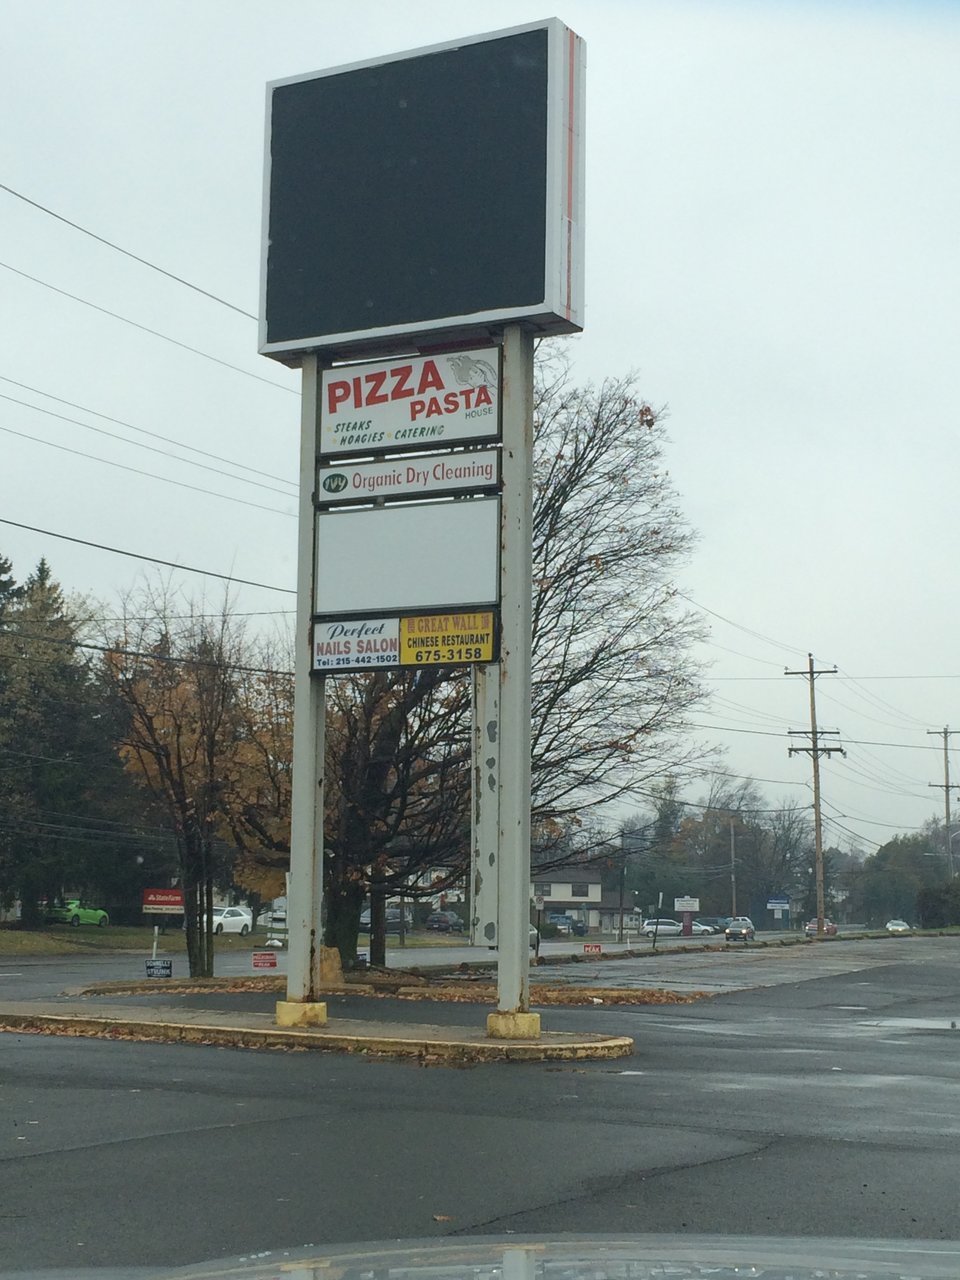 PIZZA
PASTA
HOUSE
STEAKS
HOAGIES • CATERING
IVY Organic Dry Cleaning
Perfect
NAILS SALON
Tel: 215-442-1502
GREAT WALL
CHINESE RESTAURANT
675-3158
State Farm
PEAK